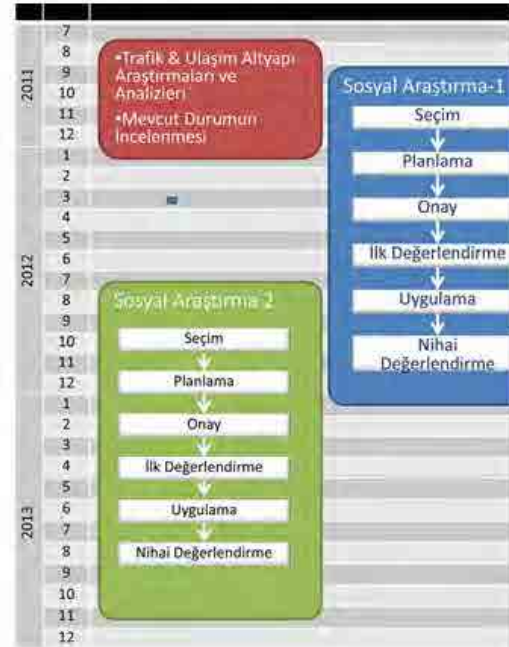 2011
7
8
9
10
11
12
2012
1
2
3
4
5
6
7
8
9
10
11
12
2013
1
2
3
4
5
6
7
8
9
10
11
12
•Trafik & Ulaşım Altyapı
Araştırmaları ve
Analizleri
•Mevcut Durumun
İncelenmesi
Sosyal Araştırma-1
Seçim
Planlama
Onay
İlk Değerlendirme
Uygulama
Nihai
Değerlendirme
Sosyal Araştırma 2
Seçim
Planlama
Onay
İlk Değerlendirme
Uygulama
Nihai Değerlendirme